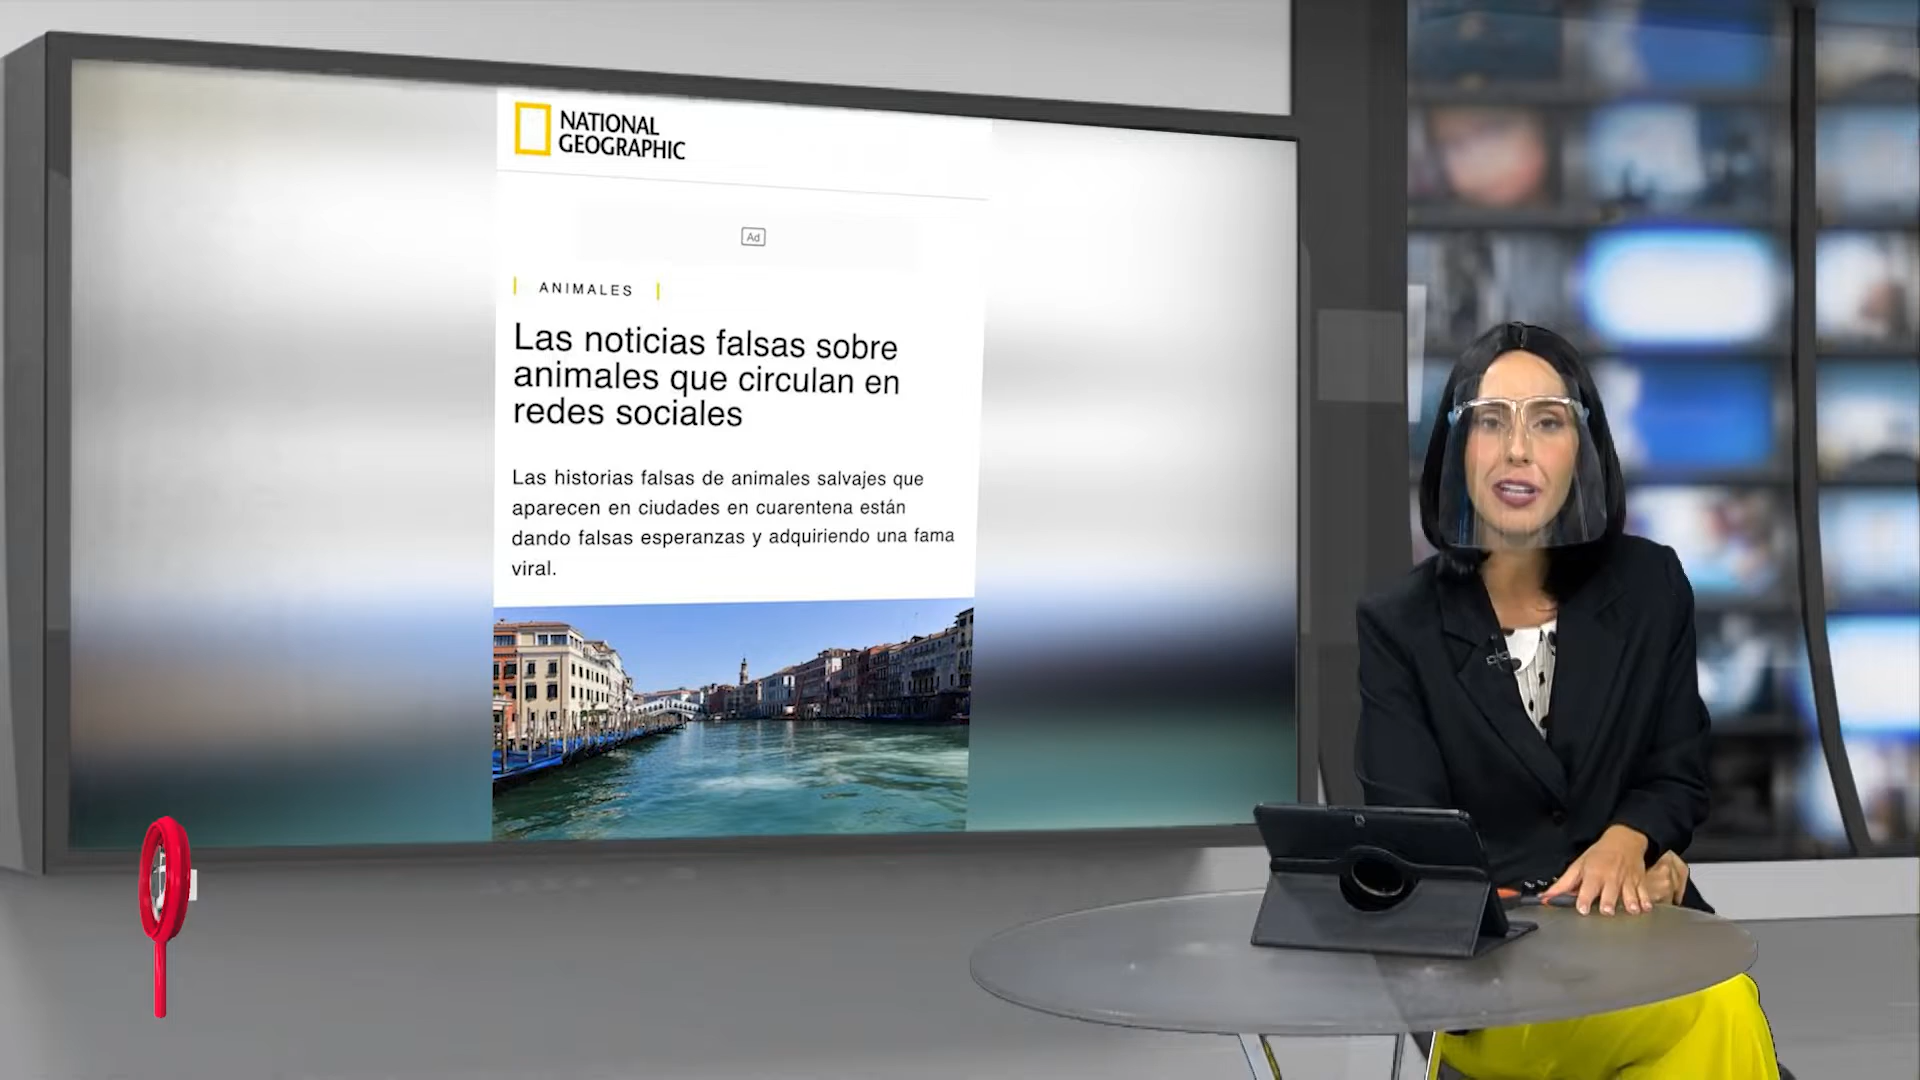 NATIONAL
GEOGRAPHIC
Ad
ANIMALES
Las noticias falsas sobre
animales que circulan en
redes sociales
Las historias falsas de animales salvajes que
aparecen en ciudades en cuarentena están
dando falsas esperanzas y adquiriendo una fama
viral.